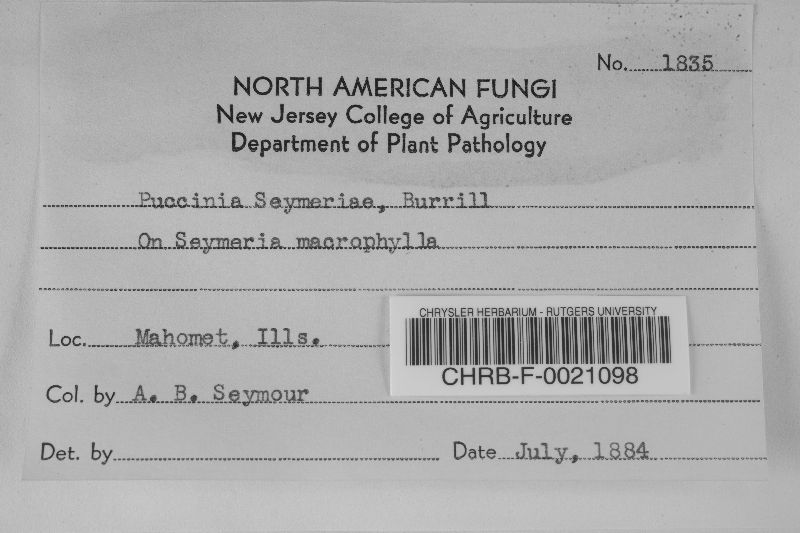 No. 1835
NORTH AMERICAN FUNGI
New Jersey College of Agriculture
Department of Plant Pathology
Puccinia Seymeriae, Burrill
On Seymeria macrophylla
CHRYSLER HERBARIUM - RUTGERS UNIVERSITY
Loc. Mahomet, Ills.
CHRB-F-0021098
Col. by A. B. Seymour
Det. by
Date July, 1884